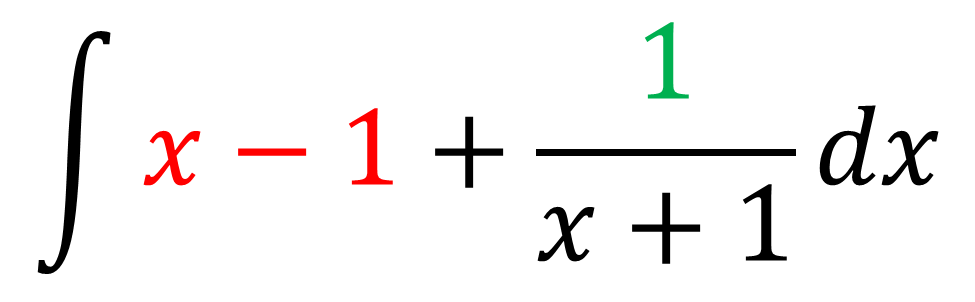 ∫ x − 1 + 1/(x + 1) dx